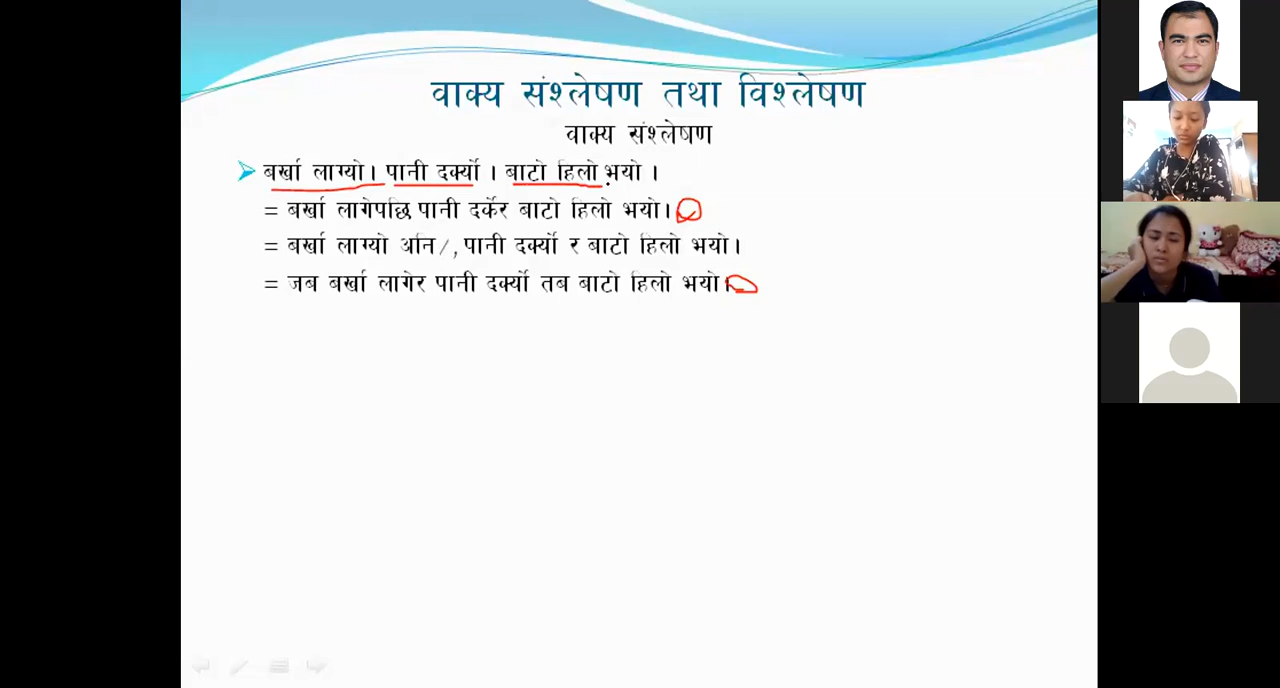 वाक्य संश्लेषण तथा विश्लेषण
वाक्य संश्लेषण
बर्खा लाग्यो। पानी दर्क्यो । बाटो हिलो भयो ।
= बर्खा लागेपछि पानी दर्केर बाटो हिलो भयो।
= बर्खा लाग्यो अनि/, पानी दर्क्यो र बाटो हिलो भयो।
= जब बर्खा लागेर पानी दर्क्यो तब बाटो हिलो भयो।